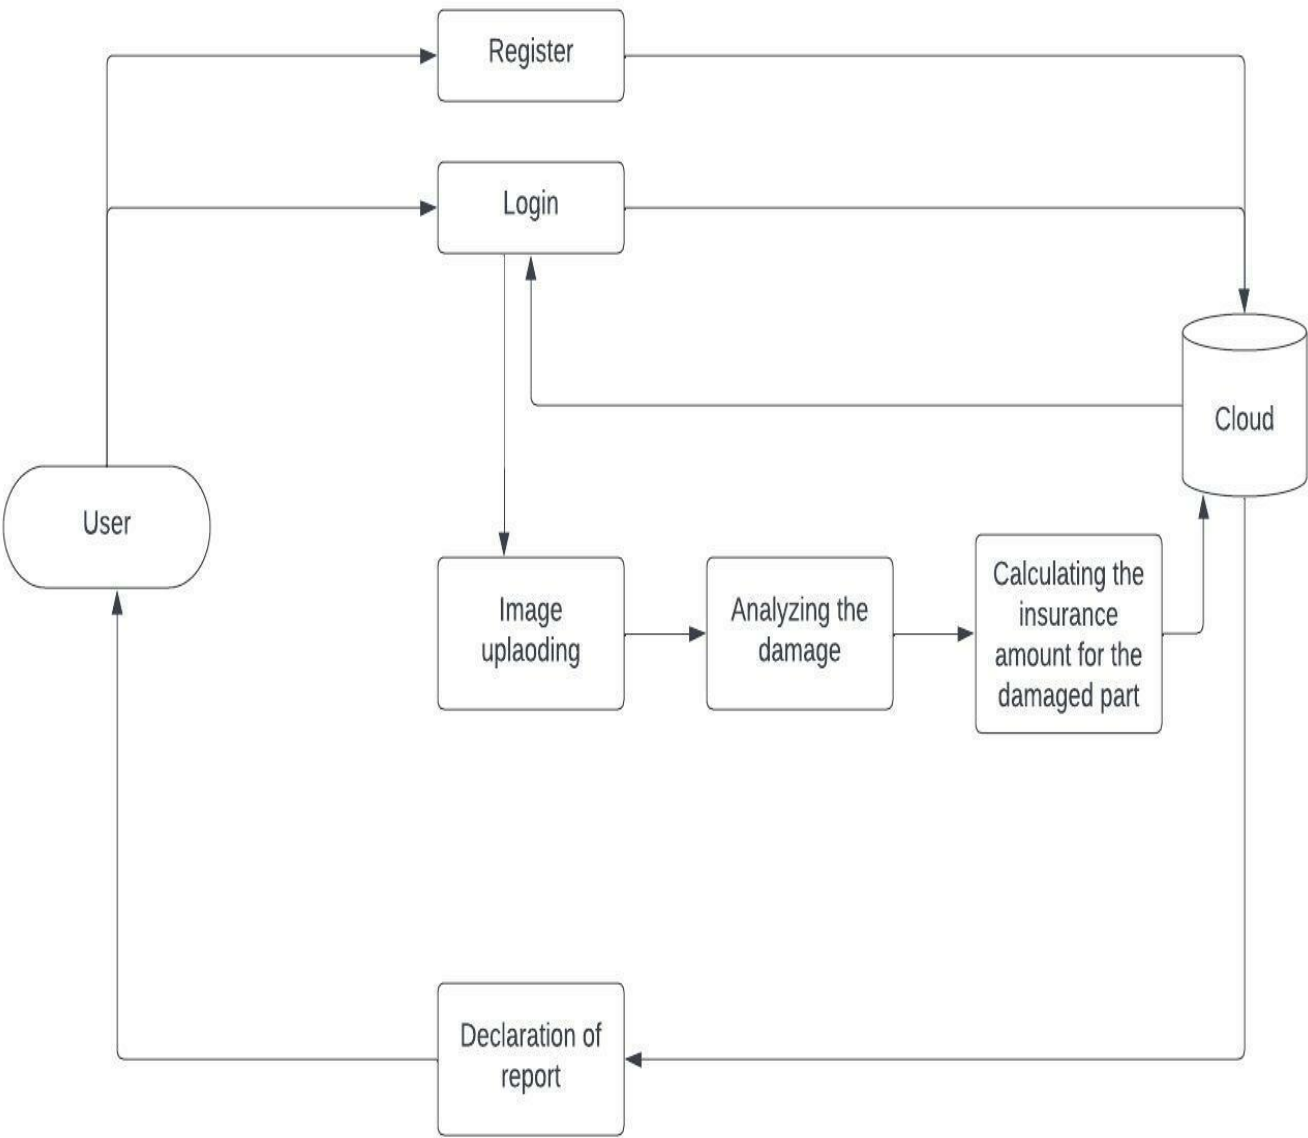 Register
Login
Cloud
User
Image
uplaoding
Analyzing the
damage
Calculating the
insurance
amount for the
damaged part
Declaration of
report